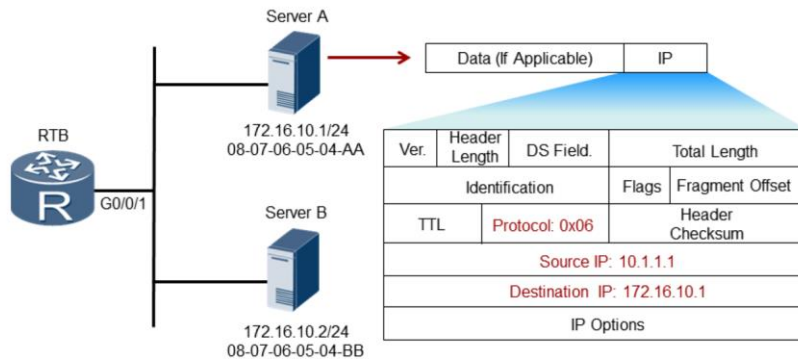 Server A
Data (If Applicable)
IP
172.16.10.1/24
08-07-06-05-04-AA
RTB
R
G0/0/1
Server B
172.16.10.2/24
08-07-06-05-04-BB
Ver.
Header
Length
DS Field.
Total Length
Identification
Flags
Fragment Offset
TTL
Protocol: 0x06
Header
Checksum
Source IP: 10.1.1.1
Destination IP: 172.16.10.1
IP Options